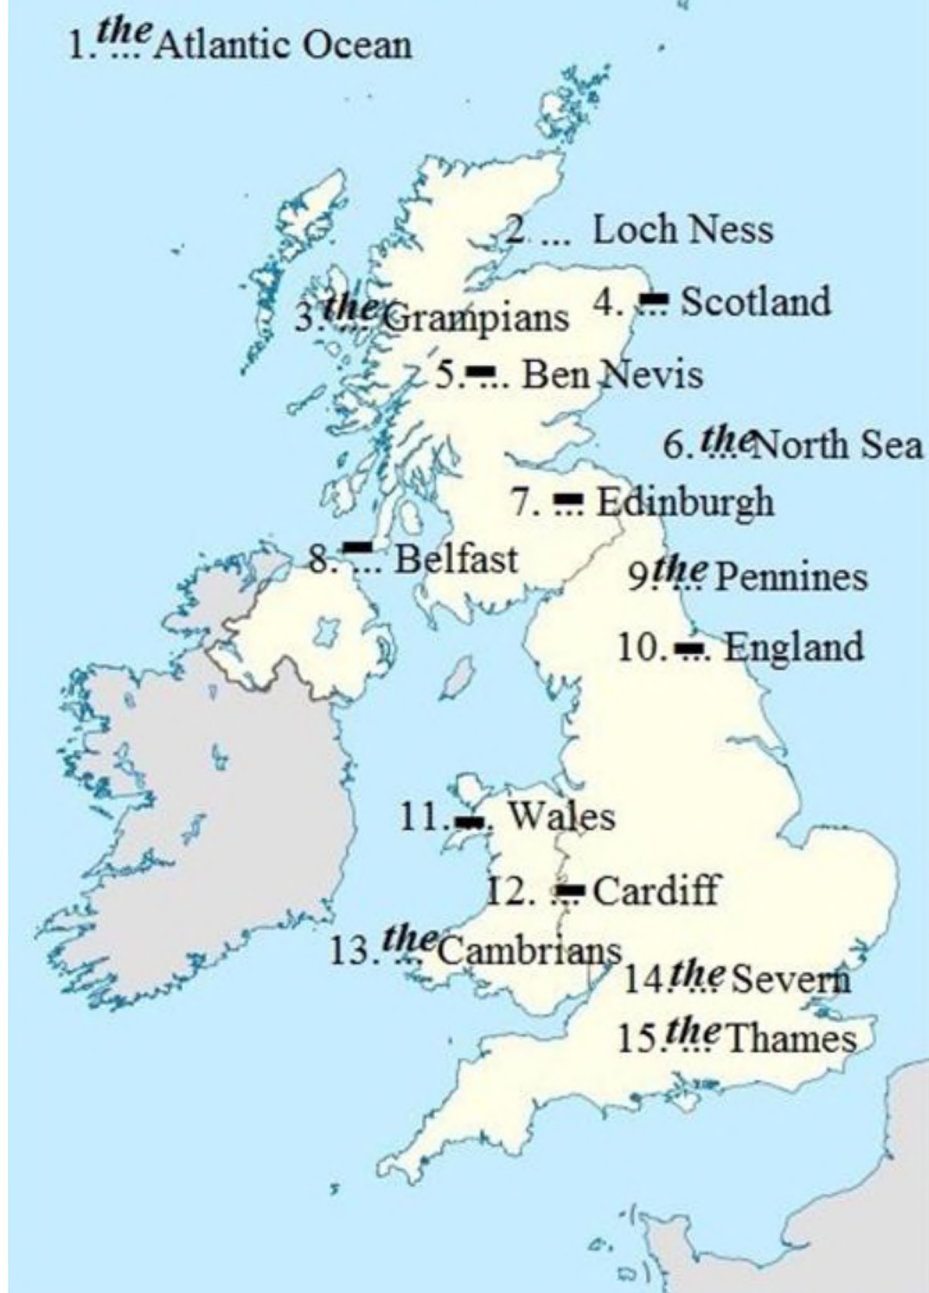 1. the ... Atlantic Ocean
2 ... Loch Ness
3. the ... Grampians
4. – ... Scotland
5. – ... Ben Nevis
6. the ... North Sea
7. – ... Edinburgh
8. – ... Belfast
9 the ... Pennines
10. – ... England
11. – ... Wales
12. – ... Cardiff
13. the ... Cambrians
14. the ... Severn
15. the ... Thames